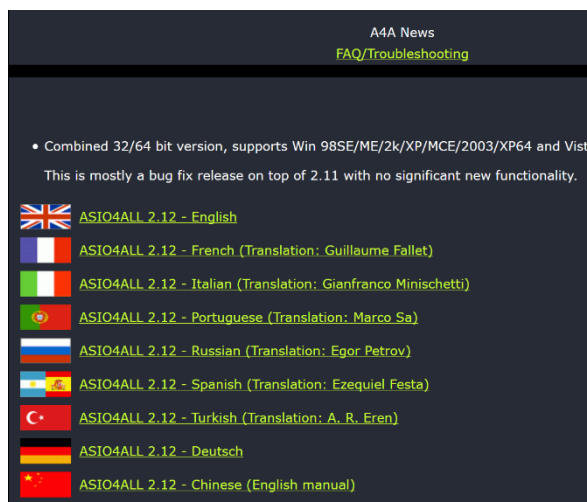 A4A News
FAQ/Troubleshooting
Combined 32/64 bit version, supports Win 98SE/ME/2k/XP/MCE/2003/XP64 and Vist
This is mostly a bug fix release on top of 2.11 with no significant new functionality.
ASIO4ALL 2.12 - English
ASIO4ALL 2.12 - French (Translation: Guillaume Fallet)
ASIO4ALL 2.12 - Italian (Translation: Gianfranco Minischetti)
ASIO4ALL 2.12 - Portuguese (Translation: Marco Sa)
ASIO4ALL 2.12 - Russian (Translation: Egor Petrov)
ASIO4ALL 2.12 - Spanish (Translation: Ezequiel Festa)
ASIO4ALL 2.12 - Turkish (Translation: A. R. Eren)
ASIO4ALL 2.12 - Deutsch
ASIO4ALL 2.12 - Chinese (English manual)